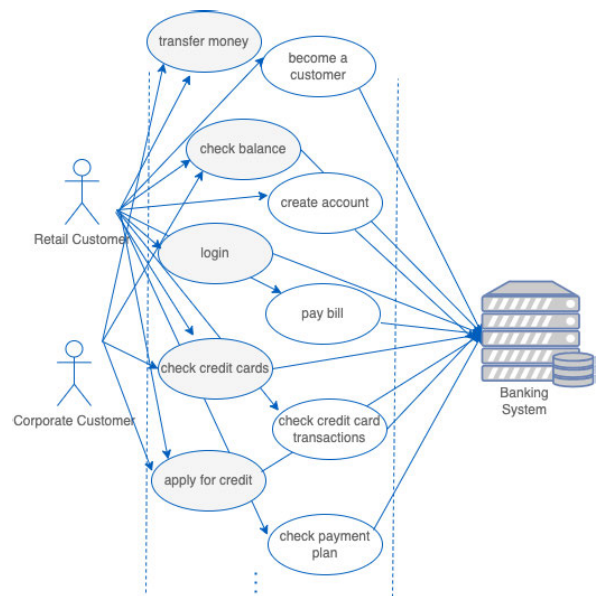 transfer money
become a
customer
check balance
create account
Retail Customer
login
pay bill
check credit cards
Banking
System
Corporate Customer
check credit card
transactions
apply for credit
check payment
plan